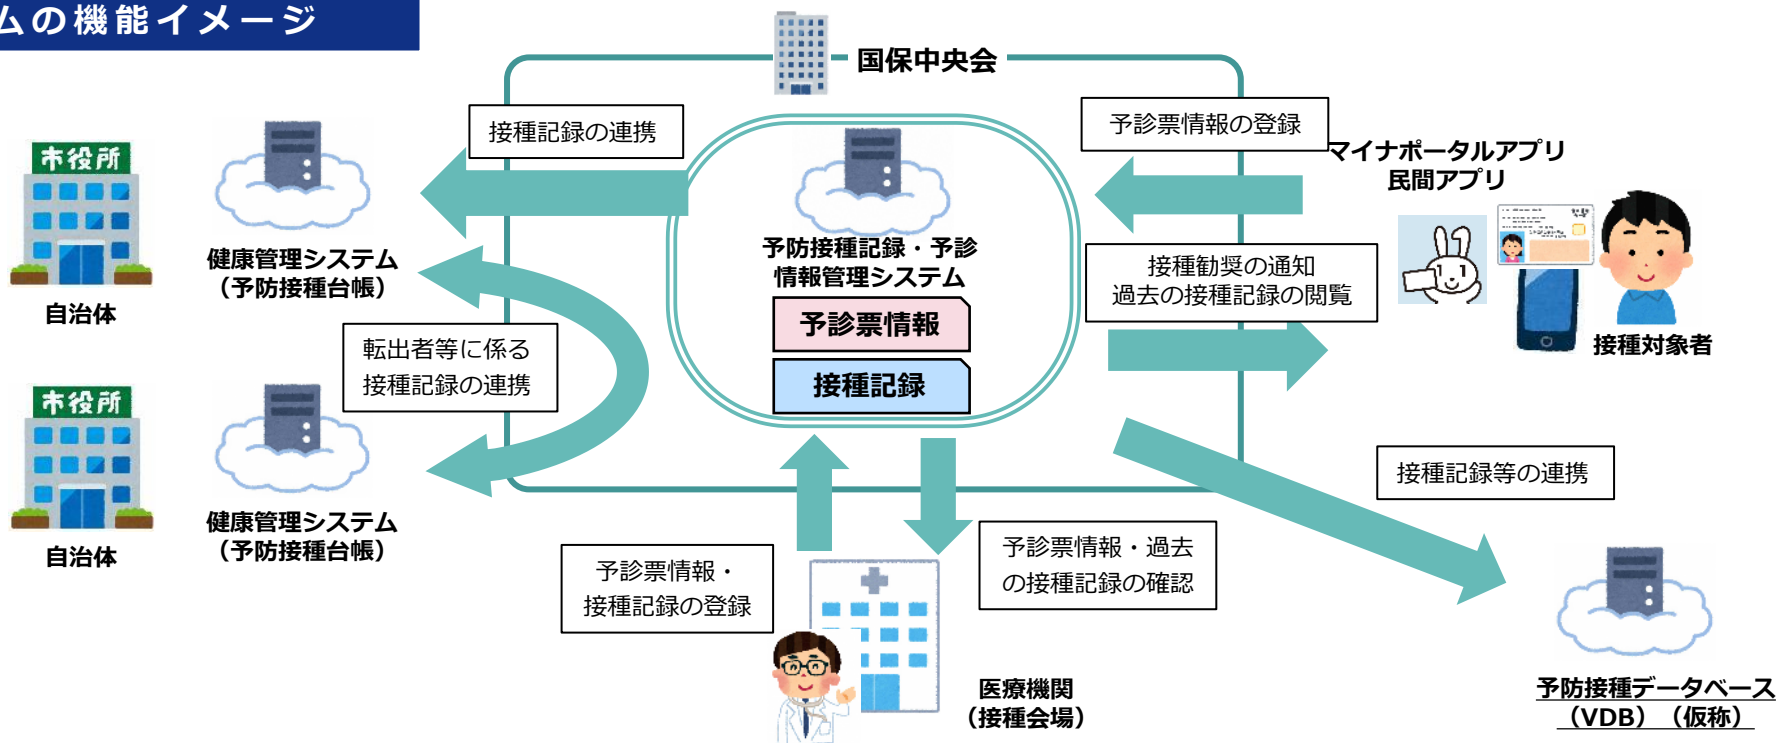 ムの機能イメージ
国保中央会
接種記録の連携
予診票情報の登録
マイナポータルアプリ
民間アプリ
市役所
健康管理システム
（予防接種台帳）
自治体
予防接種記録・予診
情報管理システム
予診票情報
接種記録
接種勧奨の通知
過去の接種記録の閲覧
接種対象者
転出者等に係る
接種記録の連携
市役所
健康管理システム
（予防接種台帳）
自治体
接種記録等の連携
予診票情報・
接種記録の登録
予診票情報・過去
の接種記録の確認
医療機関
（接種会場）
予防接種データベース
（VDB）（仮称）